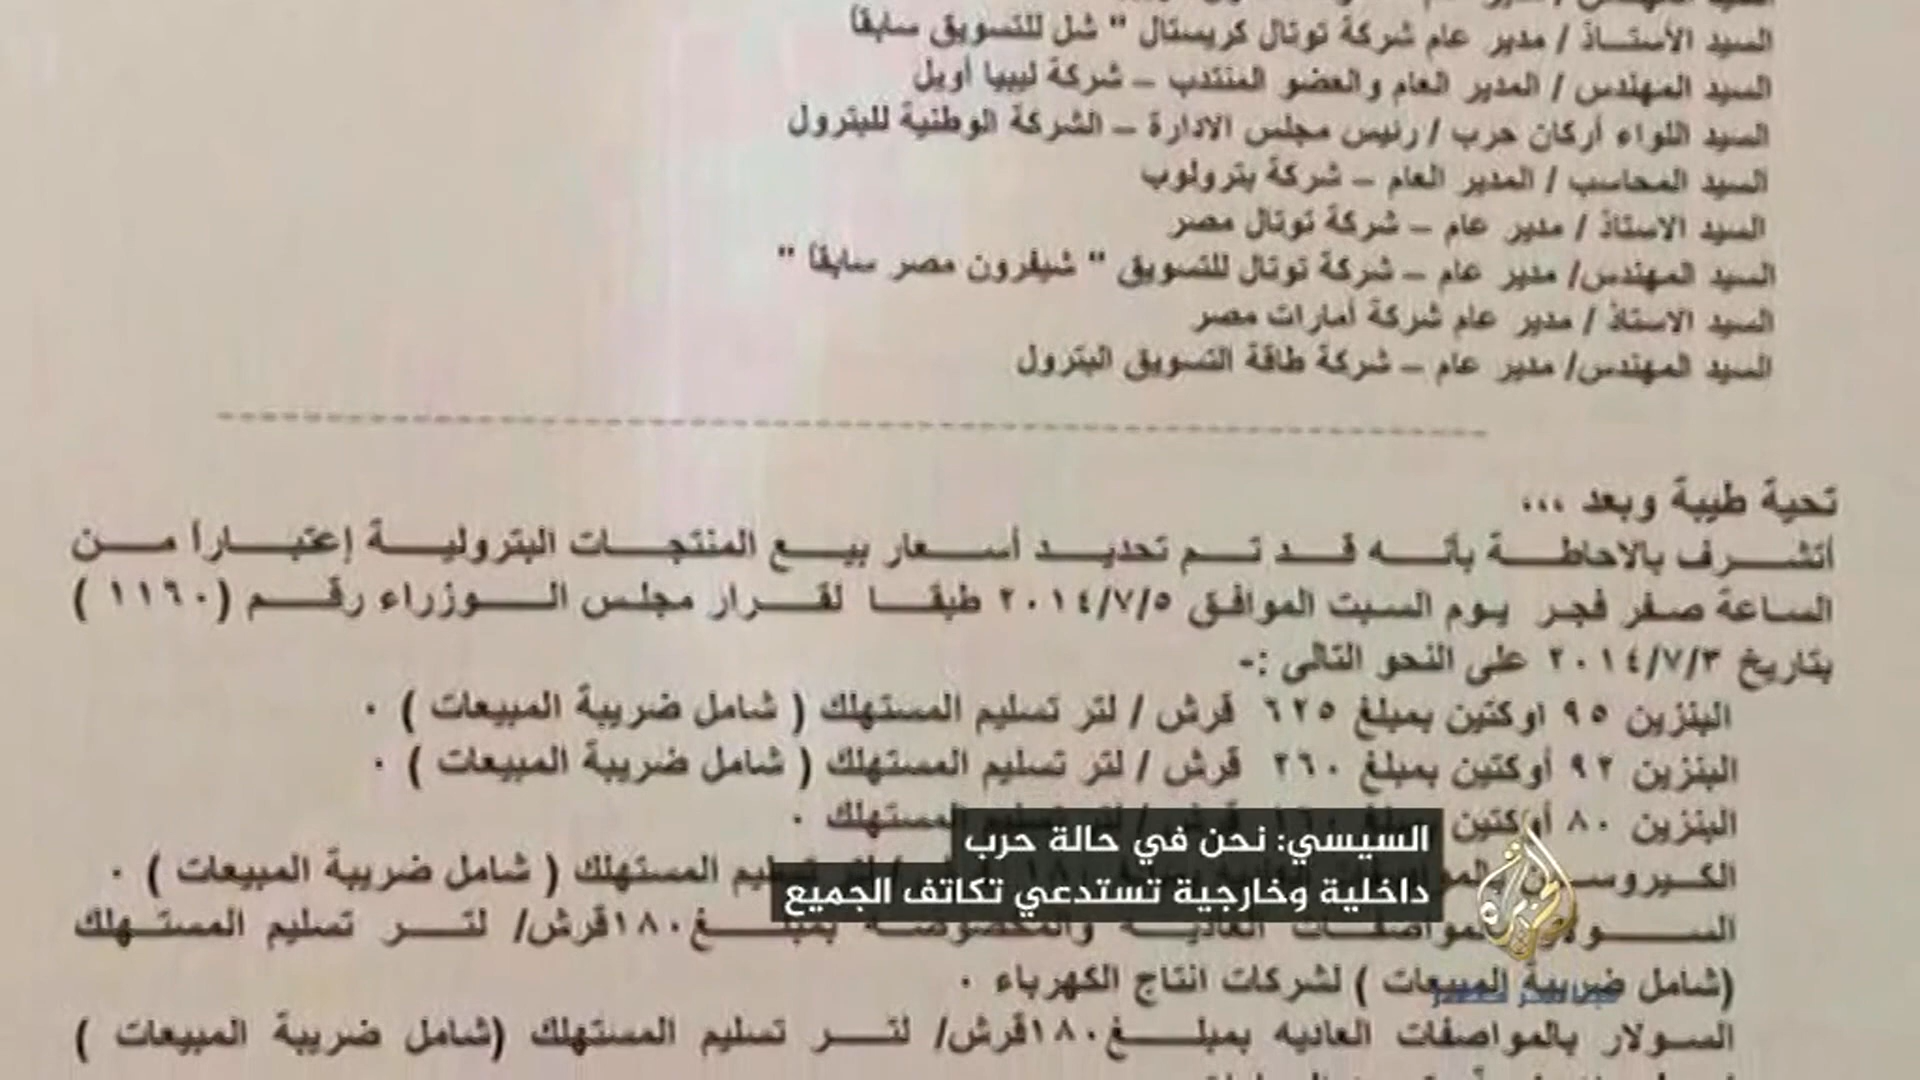 السيد الأستاذ / مدير عام شركة توتال كريستال " شل للتسويق سابقاً
السيد المهندس / المدير العام والعضو المنتدب – شركة ليبيا أويل
السيد اللواء أركان حرب / رئيس مجلس الادارة – الشركة الوطنية للبترول
السيد المحاسب / المدير العام – شركة بترولوب
السيد الاستاذ / مدير عام – شركة توتال مصر
السيد المهندس/ مدير عام – شركة توتال للتسويق " شيفرون مصر سابقاً "
السيد الاستاذ / مدير عام شركة أمارات مصر
السيد المهندس/ مدير عام – شركة طاقة التسويق البترول
تحية طيبة وبعد ،،،
أتشرف بالاحاطة بأنه قد تم تحديد أسعار بيع المنتجات البترولية إعتباراً من
الساعة صفر فجر يوم السبت الموافق ٢٠١٤/٧/٥ طبقا لقرار مجلس الوزراء رقم (١١٦٠)
بتاريخ ٢٠١٤/٧/٣ على النحو التالى :-
البنزين ٩٥ اوكتين بمبلغ ٦٢٥ قرش / لتر تسليم المستهلك ( شامل ضريبة المبيعات ) .
البنزين ٩٢ أوكتين بمبلغ ٢٦٠ قرش / لتر تسليم المستهلك ( شامل ضريبة المبيعات ) .
البنزين ٨٠ أوكتين المستهلك .
السيسي: نحن في حالة حرب
داخلية وخارجية تستدعي تكاتف الجميع
تسليم المستهلك ( شامل ضريبة المبيعات ) .
بمبلغ ١٨٠قرش/ لتر تسليم المستهلك
(شامل ضريبة المبيعات ) لشركات انتاج الكهرباء .
السولار بالمواصفات العاديه بمبلغ ١٨٠قرش/ لتر تسليم المستهلك (شامل ضريبة المبيعات )
الجزيرة